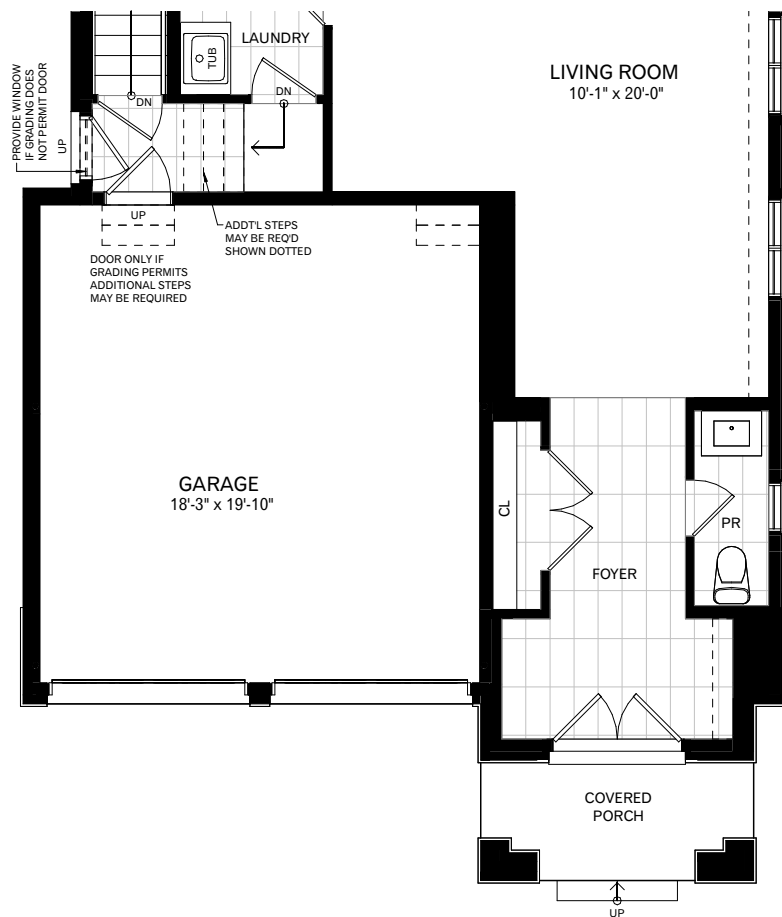 LAUNDRY
TUB
LIVING ROOM
10'-1" x 20'-0"
DN
DN
PROVIDE WINDOW
IF GRADING DOES
NOT PERMIT DOOR
UP
UP
ADDT'L STEPS
MAY BE REQ'D
SHOWN DOTTED
DOOR ONLY IF
GRADING PERMITS
ADDITIONAL STEPS
MAY BE REQUIRED
GARAGE
18'-3" x 19'-10"
CL
PR
FOYER
COVERED
PORCH
UP